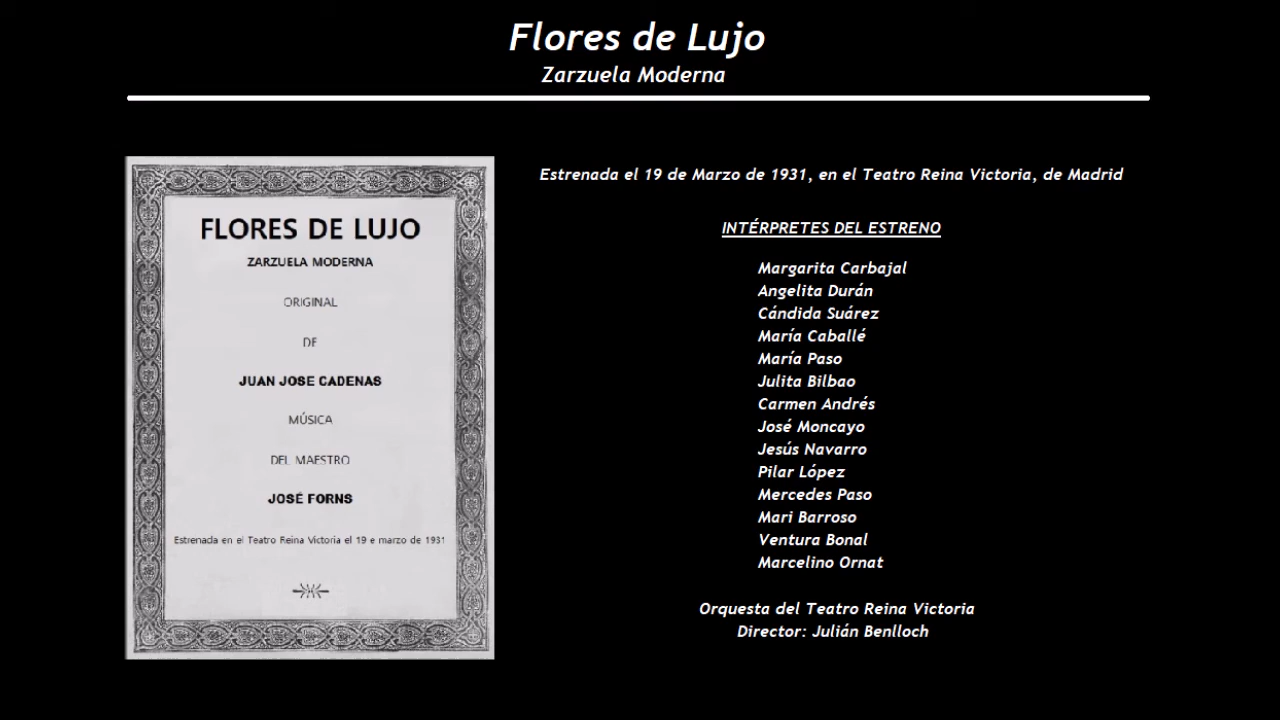 Flores de Lujo
Zarzuela Moderna
FLORES DE LUJO
ZARZUELA MODERNA
ORIGINAL
DE
JUAN JOSE CADENAS
MÚSICA
DEL MAESTRO
JOSÉ FORNS
Estrenada en el Teatro Reina Victoria el 19 e marzo de 1931
Estrenada el 19 de Marzo de 1931, en el Teatro Reina Victoria, de Madrid
INTÉRPRETES DEL ESTRENO
Margarita Carbajal
Angelita Durán
Cándida Suárez
María Caballé
María Paso
Julita Bilbao
Carmen Andrés
José Moncayo
Jesús Navarro
Pilar López
Mercedes Paso
Mari Barroso
Ventura Bonal
Marcelino Ornat
Orquesta del Teatro Reina Victoria
Director: Julián Benlloch